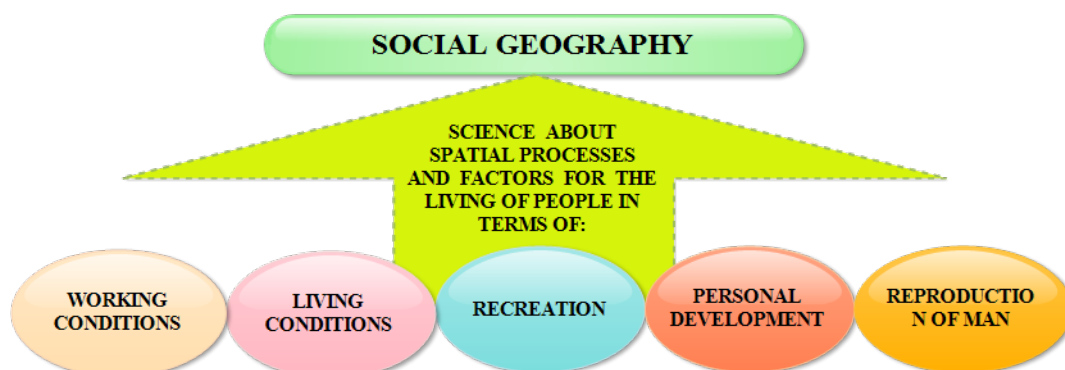 SOCIAL GEOGRAPHY
SCIENCE ABOUT
SPATIAL PROCESSES
AND FACTORS FOR THE
LIVING OF PEOPLE IN
TERMS OF:
WORKING
CONDITIONS
LIVING
CONDITIONS
RECREATION
PERSONAL
DEVELOPMENT
REPRODUCTIO
N OF MAN